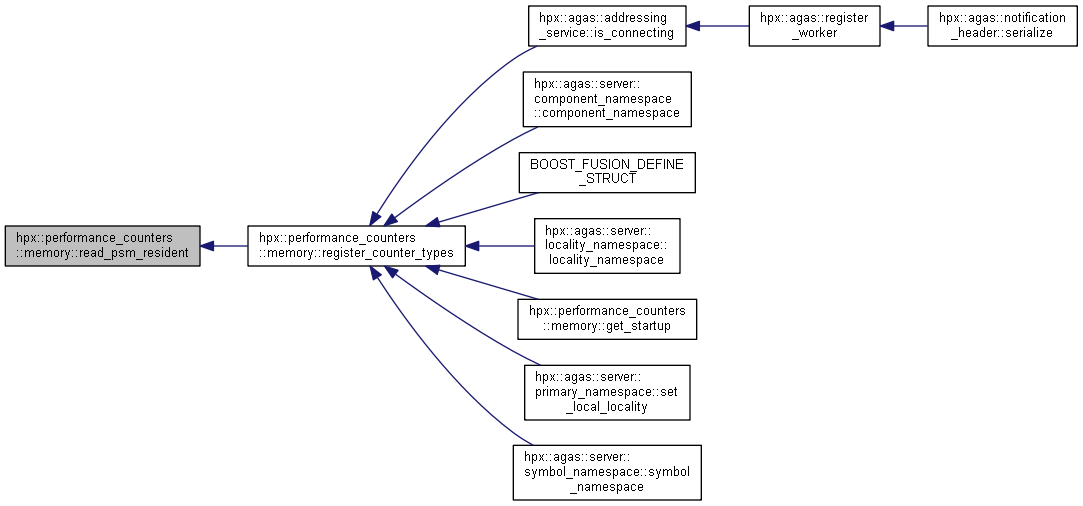 hpx::performance_counters
::memory::read_psm_resident
hpx::performance_counters
::memory::register_counter_types
hpx::agas::addressing
_service::is_connecting
hpx::agas::register
_worker
hpx::agas::notification
_header::serialize
hpx::agas::server::
component_namespace
::component_namespace
BOOST_FUSION_DEFINE
_STRUCT
hpx::agas::server::
locality_namespace::
locality_namespace
hpx::performance_counters
::memory::get_startup
hpx::agas::server::
primary_namespace::set
_local_locality
hpx::agas::server::
symbol_namespace::symbol
_namespace